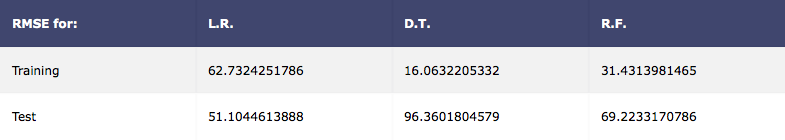 RMSE for: L.R. D.T. R.F.
Training 62.7324251786 16.0632205332 31.4313981465
Test 51.1044613888 96.3601804579 69.2233170786